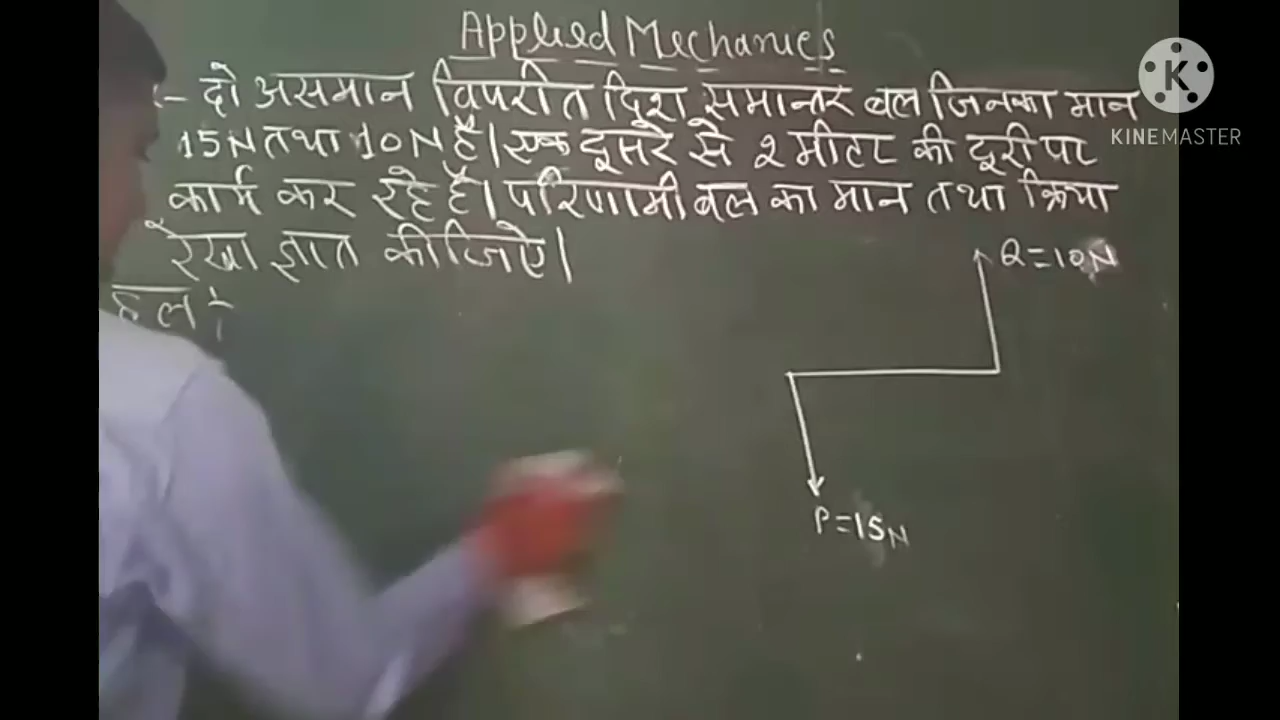 Applied Mechanics
:- दो असमान विपरीत दिशा समान्तर बल जिनका मान
15N तथा 10N है। एक दूसरे से 2 मीटर की दूरी पर
कार्य कर रहे है। परिणामी बल का मान तथा क्रिया
रेखा ज्ञात कीजिए।
हल :-
Q=10N
P=15N
K
KINEMASTER